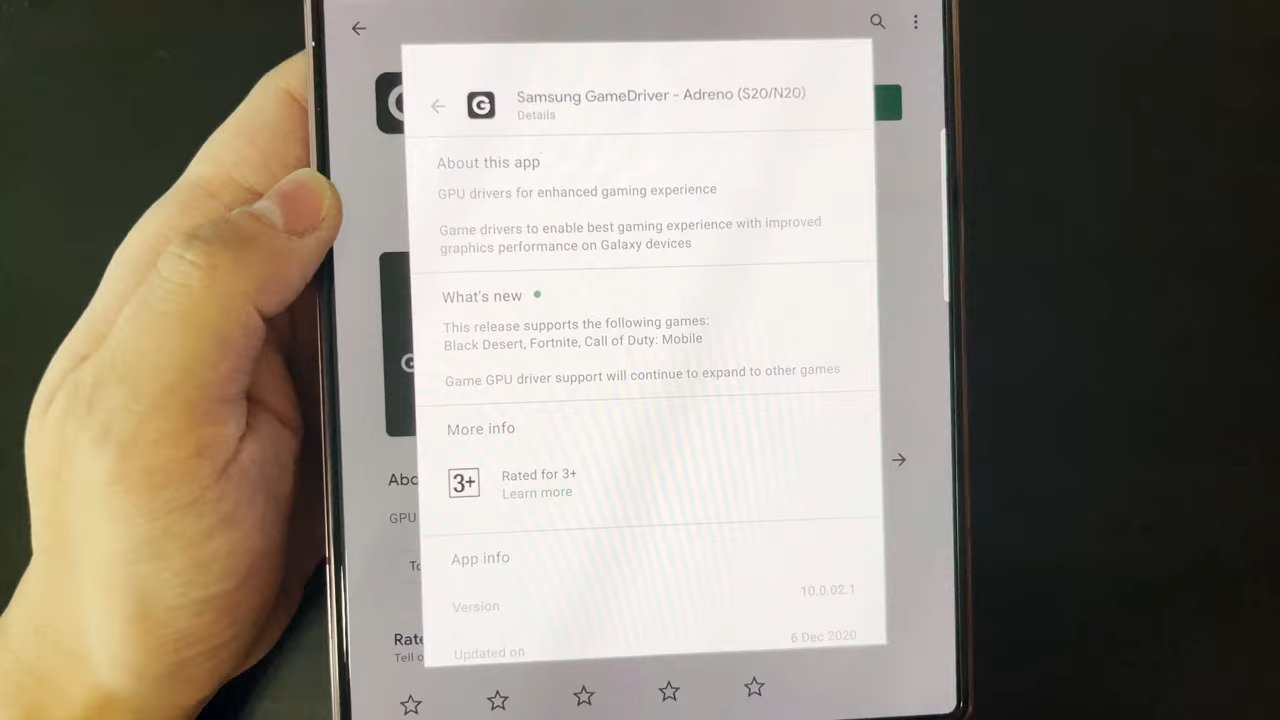 Samsung GameDriver - Adreno (S20/N20)
Details
About this app
GPU drivers for enhanced gaming experience
Game drivers to enable best gaming experience with improved
graphics performance on Galaxy devices
What's new
This release supports the following games:
Black Desert, Fortnite, Call of Duty: Mobile
Game GPU driver support will continue to expand to other games
More info
3+
Rated for 3+
Learn more
App info
Version
10.0.02.1
Updated on
6 Dec 2020
G
Abc
GPU
Rate
Tell o